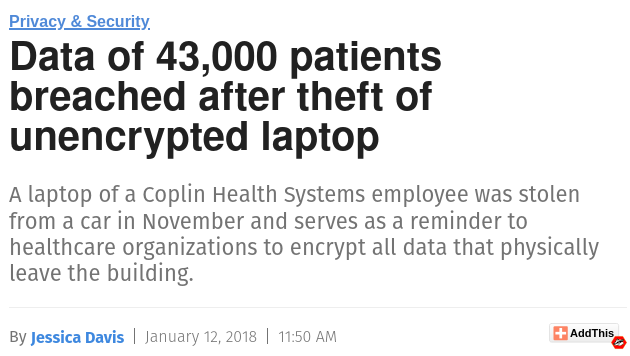 Privacy & Security
Data of 43,000 patients
breached after theft of
unencrypted laptop
A laptop of a Coplin Health Systems employee was stolen
from a car in November and serves as a reminder to
healthcare organizations to encrypt all data that physically
leave the building.
By Jessica Davis | January 12, 2018 | 11:50 AM
AddThis